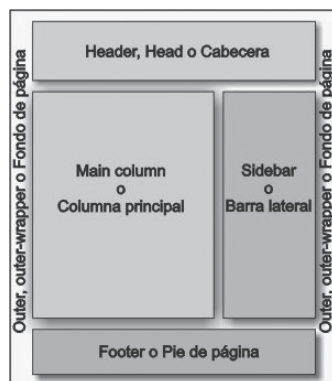 Header, Head o Cabecera
Outer, outer-wrapper o Fondo de página
Main column
o
Columna principal
Sidebar
o
Barra lateral
Outer, outer-wrapper o Fondo de página
Footer o Pie de página